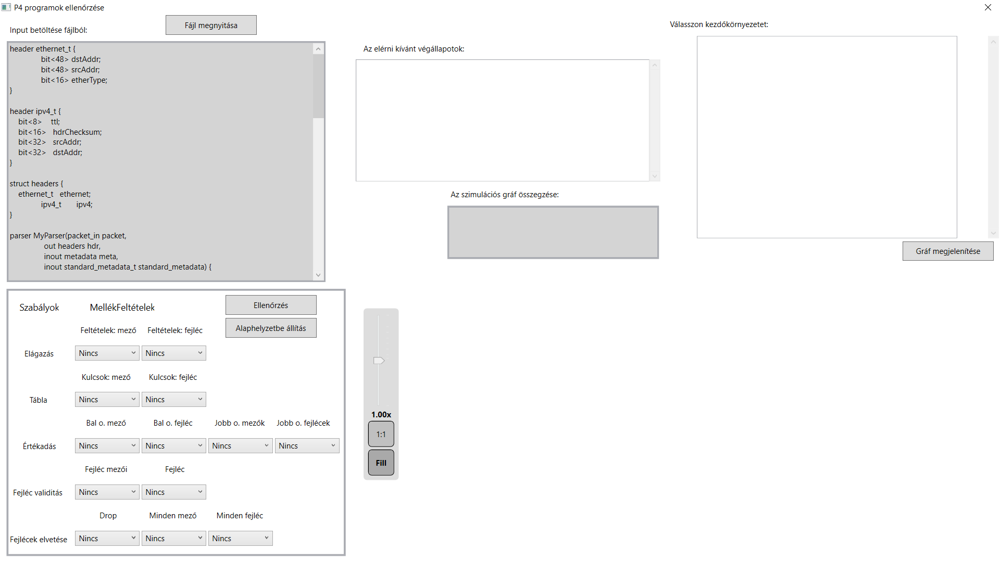 P4 programok ellenőrzése
Input betöltése fájlból:
Fájl megnyitása
header ethernet_t {
bit<48> dstAddr;
bit<48> srcAddr;
bit<16> etherType;
}
header ipv4_t {
bit<8> ttl;
bit<16> hdrChecksum;
bit<32> srcAddr;
bit<32> dstAddr;
}
struct headers {
ethernet_t ethernet;
ipv4_t ipv4;
}
parser MyParser(packet_in packet,
out headers hdr,
inout metadata meta,
inout standard_metadata_t standard_metadata) {
Az elérni kívánt végállapotok:
Az szimulációs gráf összegzése:
Válasszon kezdőkörnyezetet:
Gráf megjelenítése
Szabályok MellékFeltételek
Ellenőrzés
Alaphelyzetbe állítás
Feltételek: mező Feltételek: fejléc
Elágazás Nincs Nincs
Kulcsok: mező Kulcsok: fejléc
Tábla Nincs Nincs
Bal o. mező Bal o. fejléc Jobb o. mezők Jobb o. fejlécek
Értékadás Nincs Nincs Nincs Nincs
Fejléc mezői Fejléc
Fejléc validitás Nincs Nincs
Drop Minden mező Minden fejléc
Fejlécek elvetése Nincs Nincs Nincs
1.00x
1:1
Fill